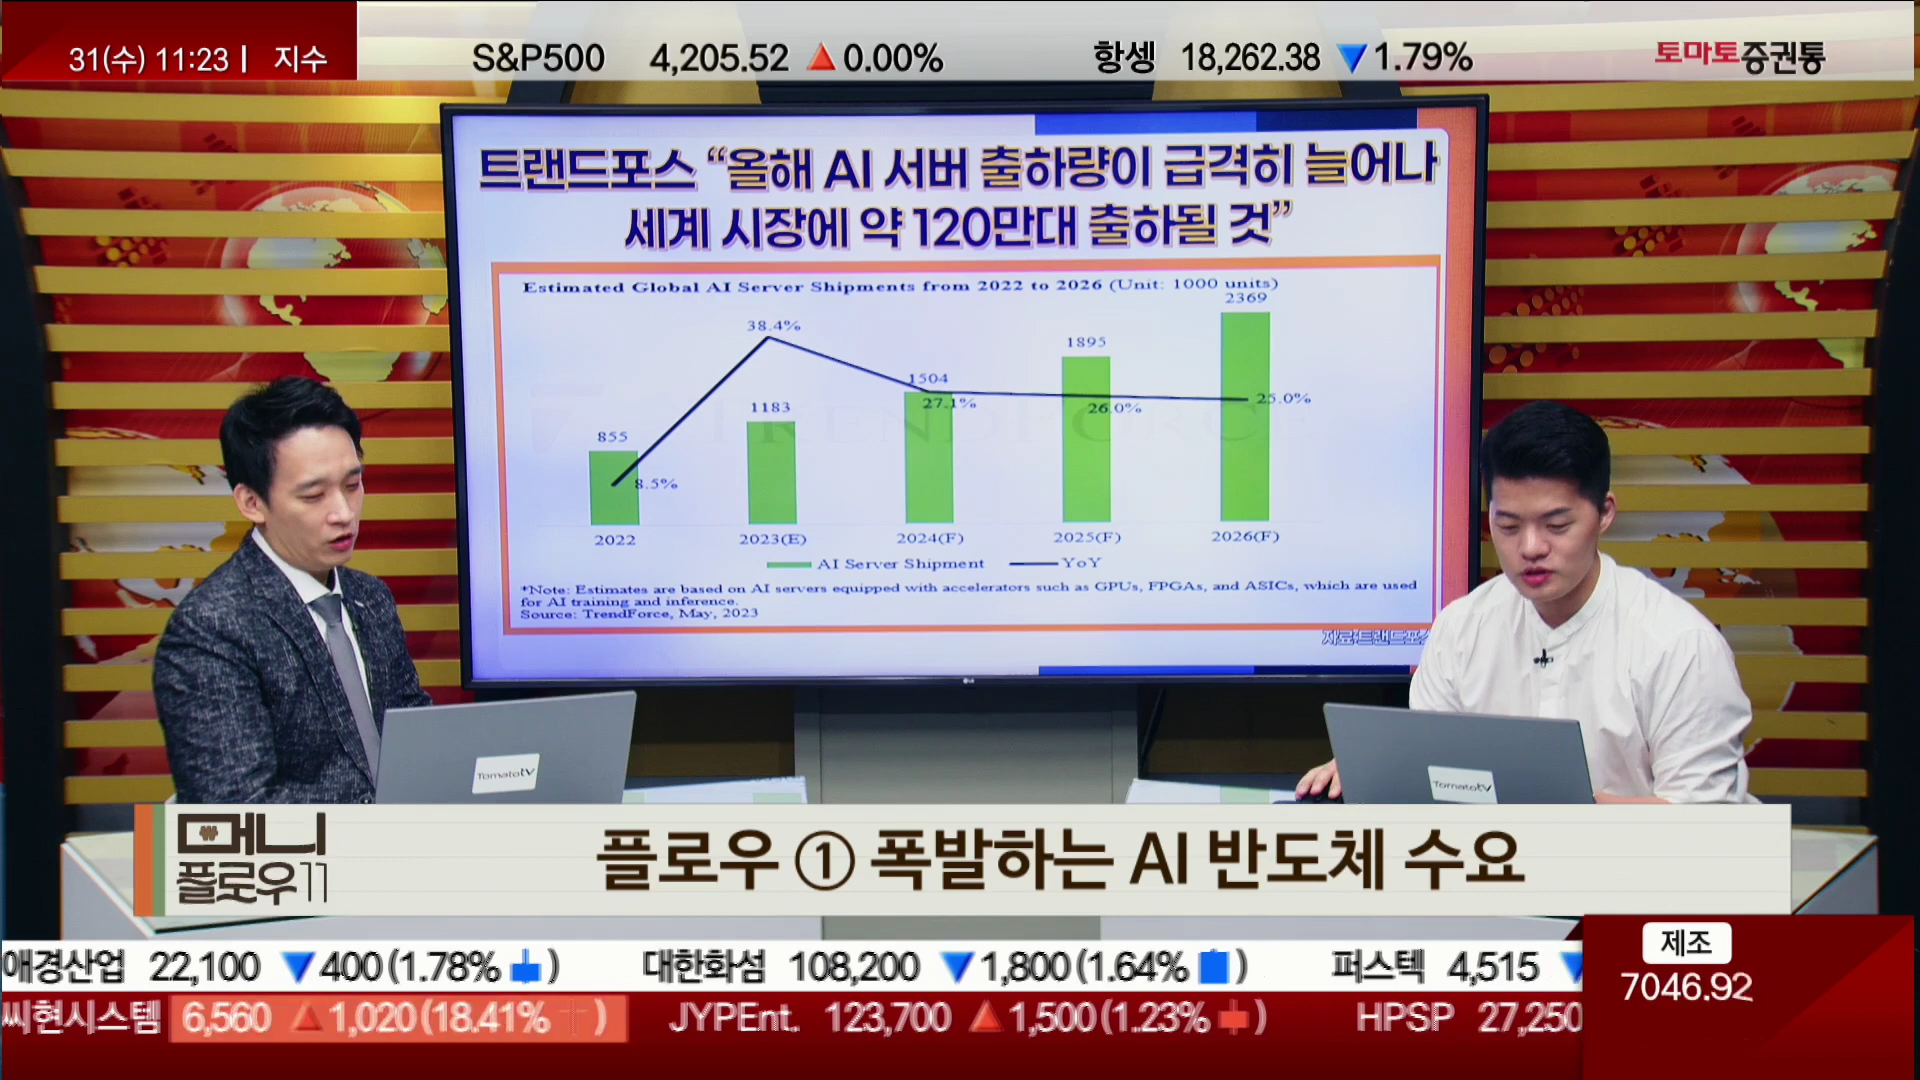 31(수) 11:23 | 지수
S&P500 4,205.52 ▲ 0.00%
항셍 18,262.38 ▼ 1.79%
토마토증권통
트랜드포스 “올해 AI 서버 출하량이 급격히 늘어나
세계 시장에 약 120만대 출하될 것”
Estimated Global AI Server Shipments from 2022 to 2026 (Unit: 1000 units)
2369
38.4%
1895
1504
27.1%
26.0%
25.0%
1183
855
8.5%
TRENDFORCE
2022 2023(E) 2024(F) 2025(F) 2026(F)
AI Server Shipment YoY
*Note: Estimates are based on AI servers equipped with accelerators such as GPUs, FPGAs, and ASICs, which are used
for AI training and inference.
Source: TrendForce, May, 2023
자료:트랜드포스
TomatoTV
TomatoTV
머니
플로우11
플로우 ① 폭발하는 AI 반도체 수요
애경산업 22,100 ▼400(1.78% ) 대한화섬 108,200 ▼1,800(1.64% ) 퍼스텍 4,515 ▼
씨현시스템 6,560 ▲1,020(18.41% ) JYPEnt. 123,700 ▲1,500(1.23% ) HPSP 27,250
제조
7046.92